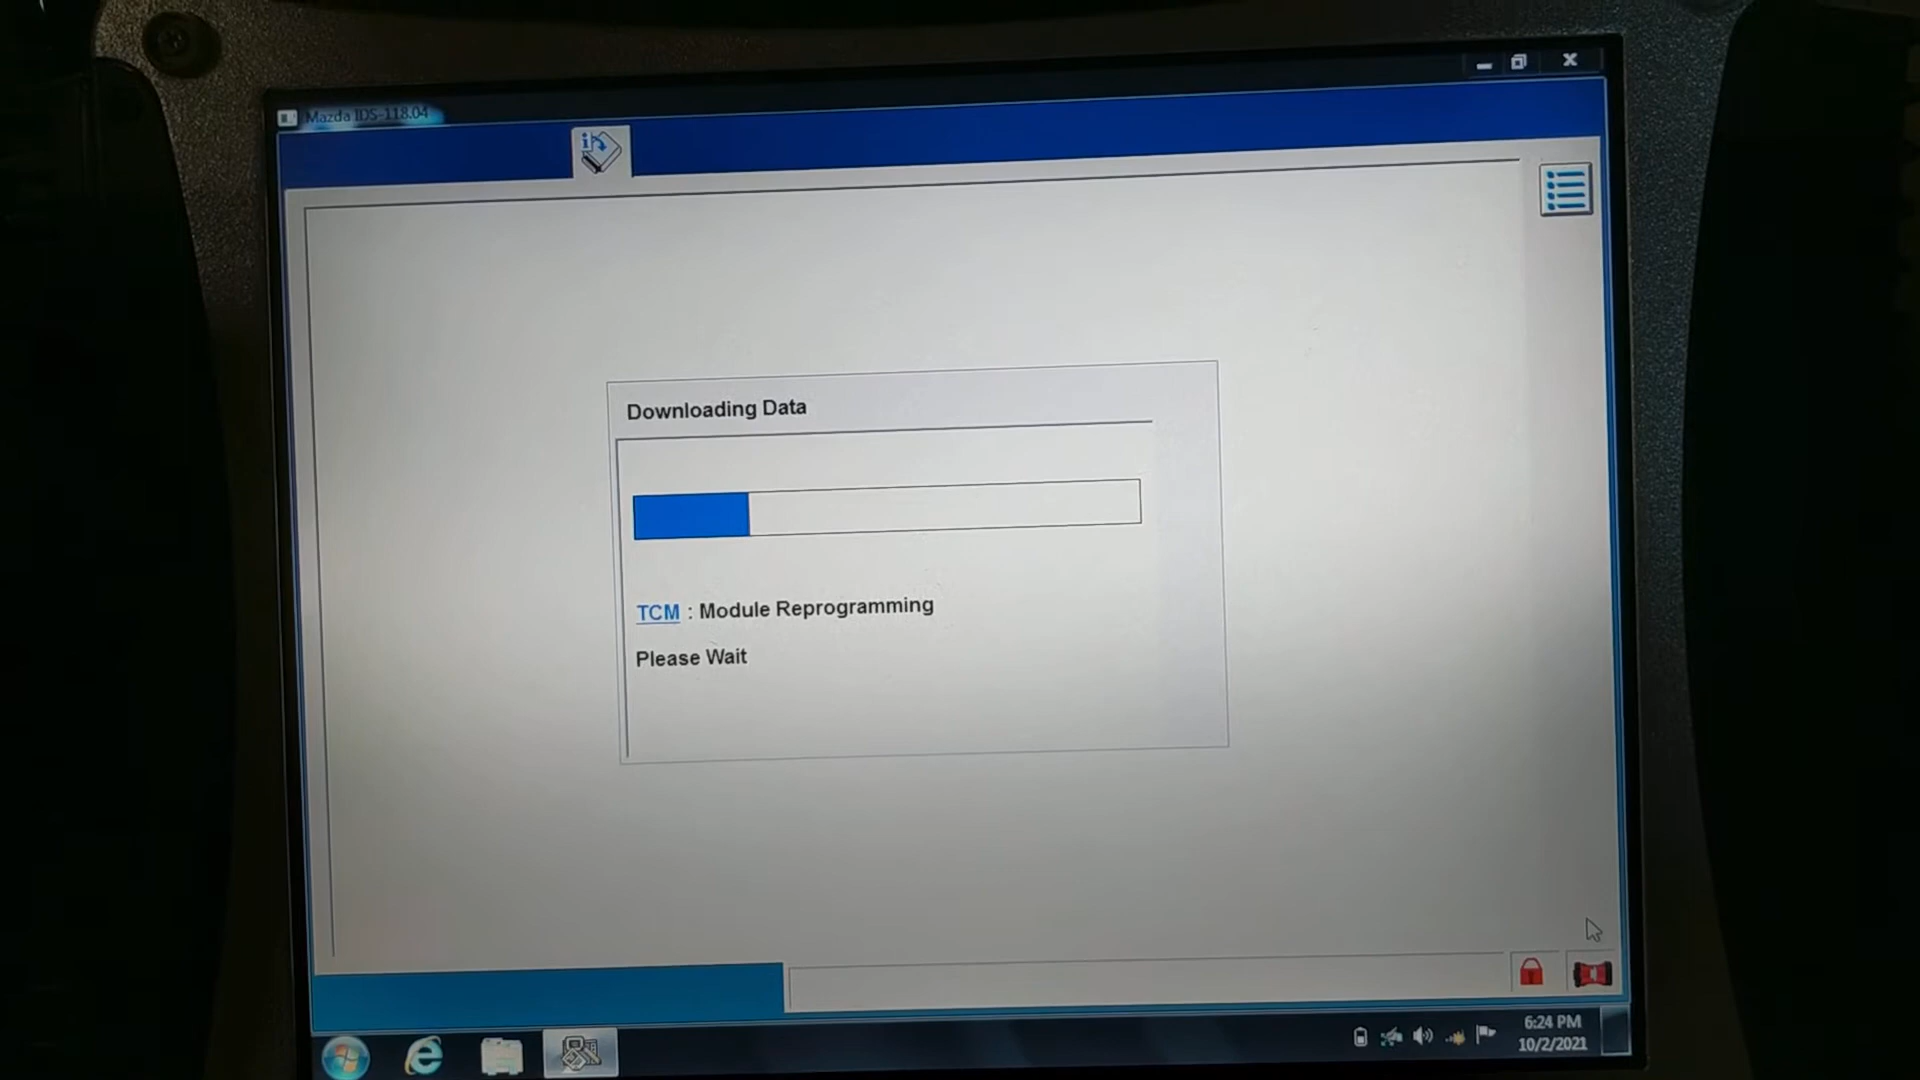 Mazda IDS-118.04
Downloading Data
TCM : Module Reprogramming
Please Wait
6:24 PM
10/2/2021